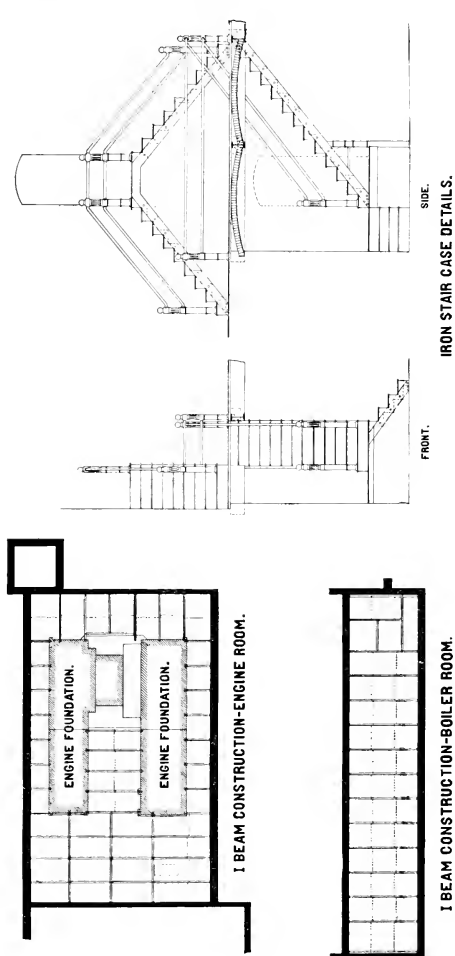 SIDE.
IRON STAIR CASE DETAILS.
FRONT.
ENGINE FOUNDATION.
ENGINE FOUNDATION.
I BEAM CONSTRUCTION-ENGINE ROOM.
I BEAM CONSTRUCTION-BOILER ROOM.